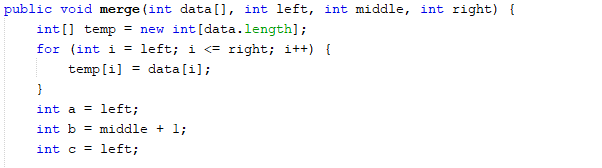 public void merge(int data[], int left, int middle, int right) {
    int[] temp = new int[data.length];
    for (int i = left; i <= right; i++) {
        temp[i] = data[i];
    }
    int a = left;
    int b = middle + 1;
    int c = left;